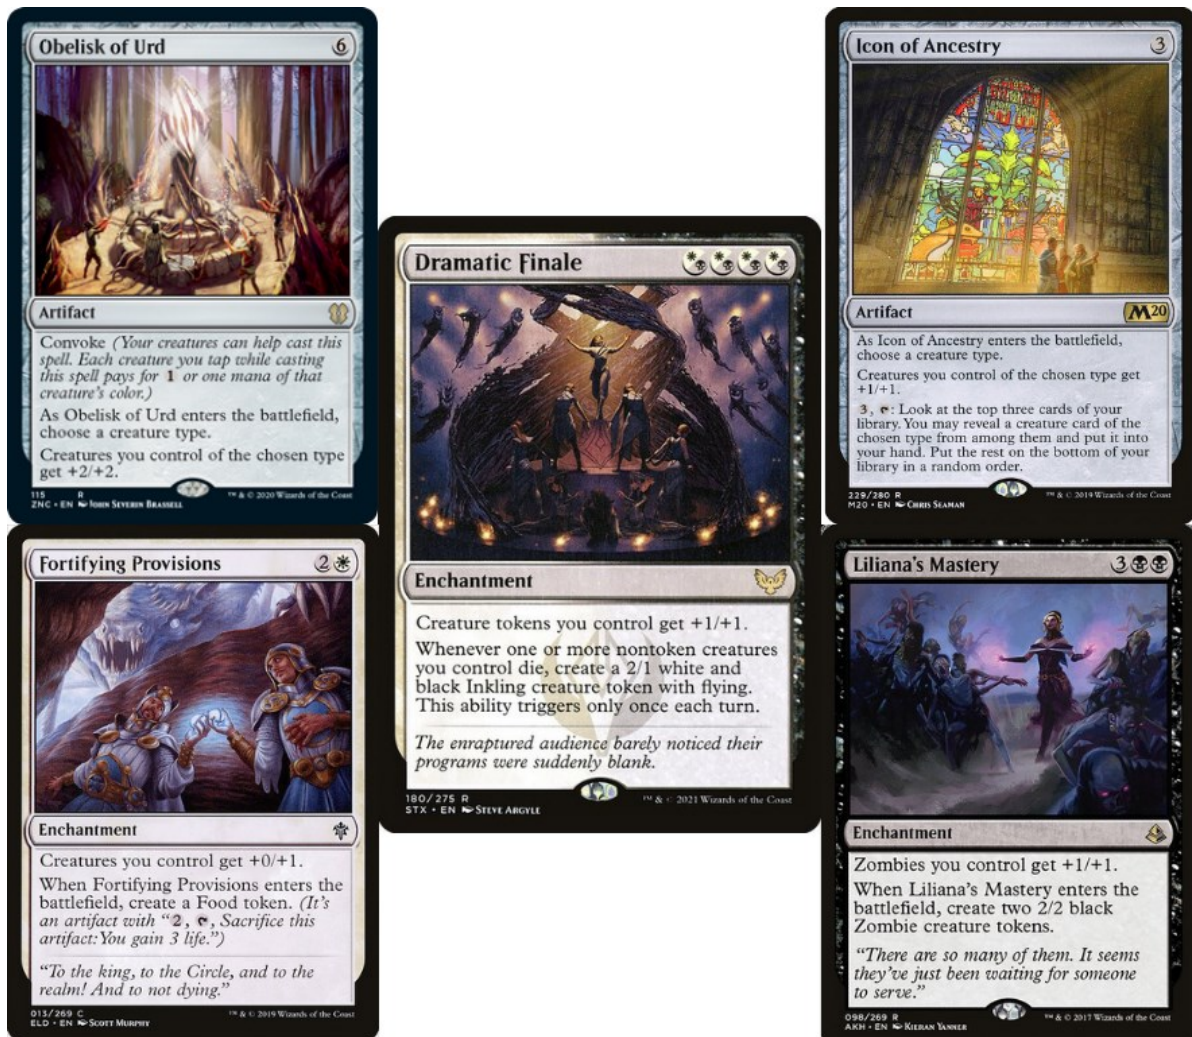 Obelisk of Urd 6
Artifact
Convoke (Your creatures can help cast this
spell. Each creature you tap while casting
this spell pays for 1 or one mana of that
creature's color.)
As Obelisk of Urd enters the battlefield,
choose a creature type.
Creatures you control of the chosen type
get +2/+2.
115 R
ZNC • EN John Severin Brassell
™ & © 2020 Wizards of the Coast
Icon of Ancestry 3
Artifact M20
As Icon of Ancestry enters the battlefield,
choose a creature type.
Creatures you control of the chosen type get
+1/+1.
3, : Look at the top three cards of your
library. You may reveal a creature card of the
chosen type from among them and put it into
your hand. Put the rest on the bottom of your
library in a random order.
229/280 R
M20 • EN Chris Seaman
™ & © 2019 Wizards of the Coast
Dramatic Finale
Enchantment
Creature tokens you control get +1/+1.
Whenever one or more nontoken creatures
you control die, create a 2/1 white and
black Inkling creature token with flying.
This ability triggers only once each turn.
The enraptured audience barely noticed their
programs were suddenly blank.
180/275 R
STX • EN Steve Argyle
™ & © 2021 Wizards of the Coast
Fortifying Provisions 2
Enchantment
Creatures you control get +0/+1.
When Fortifying Provisions enters the
battlefield, create a Food token. (It's
an artifact with "2, , Sacrifice this
artifact: You gain 3 life.")
"To the king, to the Circle, and to the
realm! And to not dying."
013/269 C
ELD • EN Scott Murphy
™ & © 2019 Wizards of the Coast
Liliana's Mastery 3
Enchantment
Zombies you control get +1/+1.
When Liliana's Mastery enters the
battlefield, create two 2/2 black
Zombie creature tokens.
"There are so many of them. It seems
they've just been waiting for someone
to serve."
098/269 R
AKH • EN Kieran Yanner
™ & © 2017 Wizards of the Coast